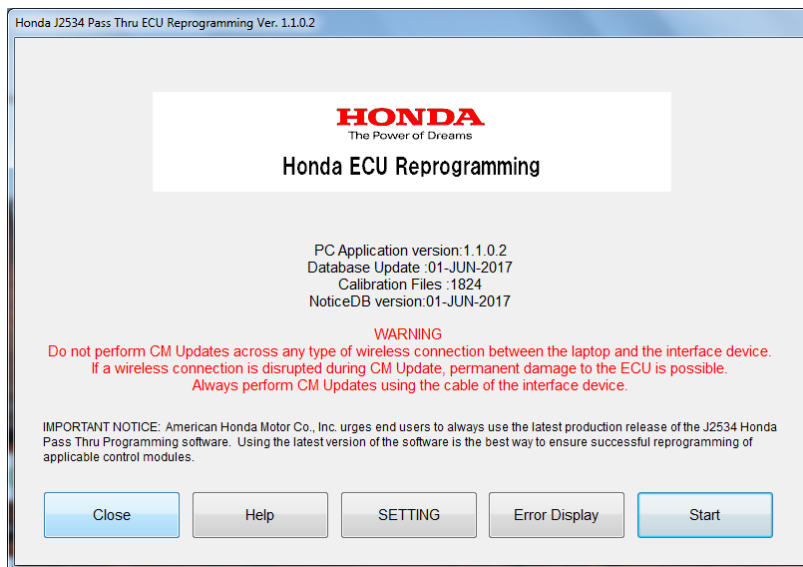 Honda J2534 Pass Thru ECU Reprogramming Ver. 1.1.0.2
HONDA
The Power of Dreams
Honda ECU Reprogramming
PC Application version:1.1.0.2
Database Update :01-JUN-2017
Calibration Files :1824
NoticeDB version:01-JUN-2017
WARNING
Do not perform CM Updates across any type of wireless connection between the laptop and the interface device.
If a wireless connection is disrupted during CM Update, permanent damage to the ECU is possible.
Always perform CM Updates using the cable of the interface device.
IMPORTANT NOTICE: American Honda Motor Co., Inc. urges end users to always use the latest production release of the J2534 Honda
Pass Thru Programming software. Using the latest version of the software is the best way to ensure successful reprogramming of
applicable control modules.
Close Help SETTING Error Display Start